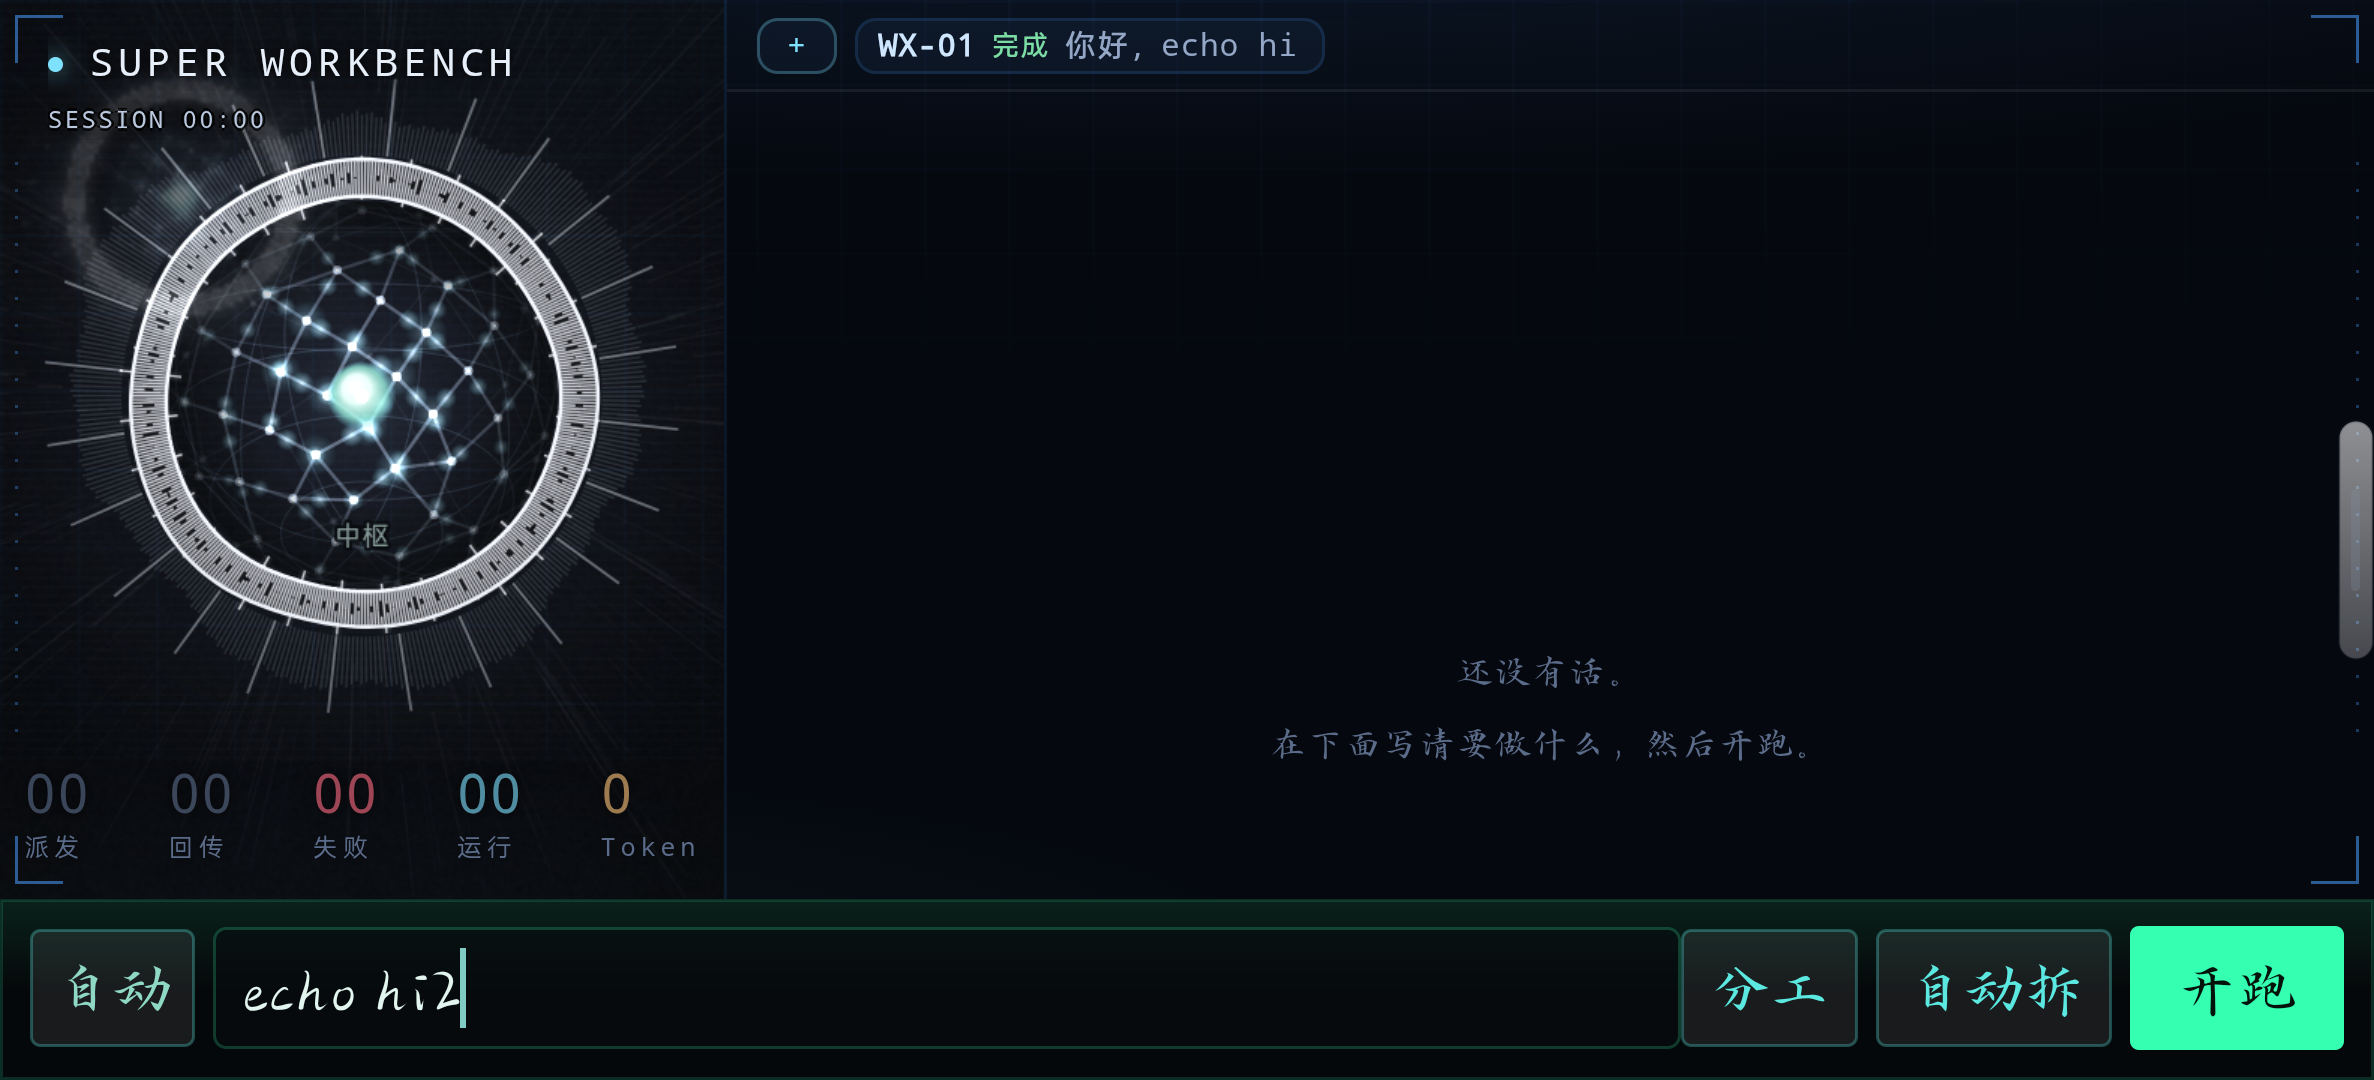 SUPER WORKBENCH
SESSION 00:00
+ WX-01 完成 你好, echo hi
中枢
还没有话。
在下面写请要做什么，然后开跑。
00 00 00 00 0
派发 回传 失败 运行 Token
自动 echo hi2 分工 自动拆 开跑